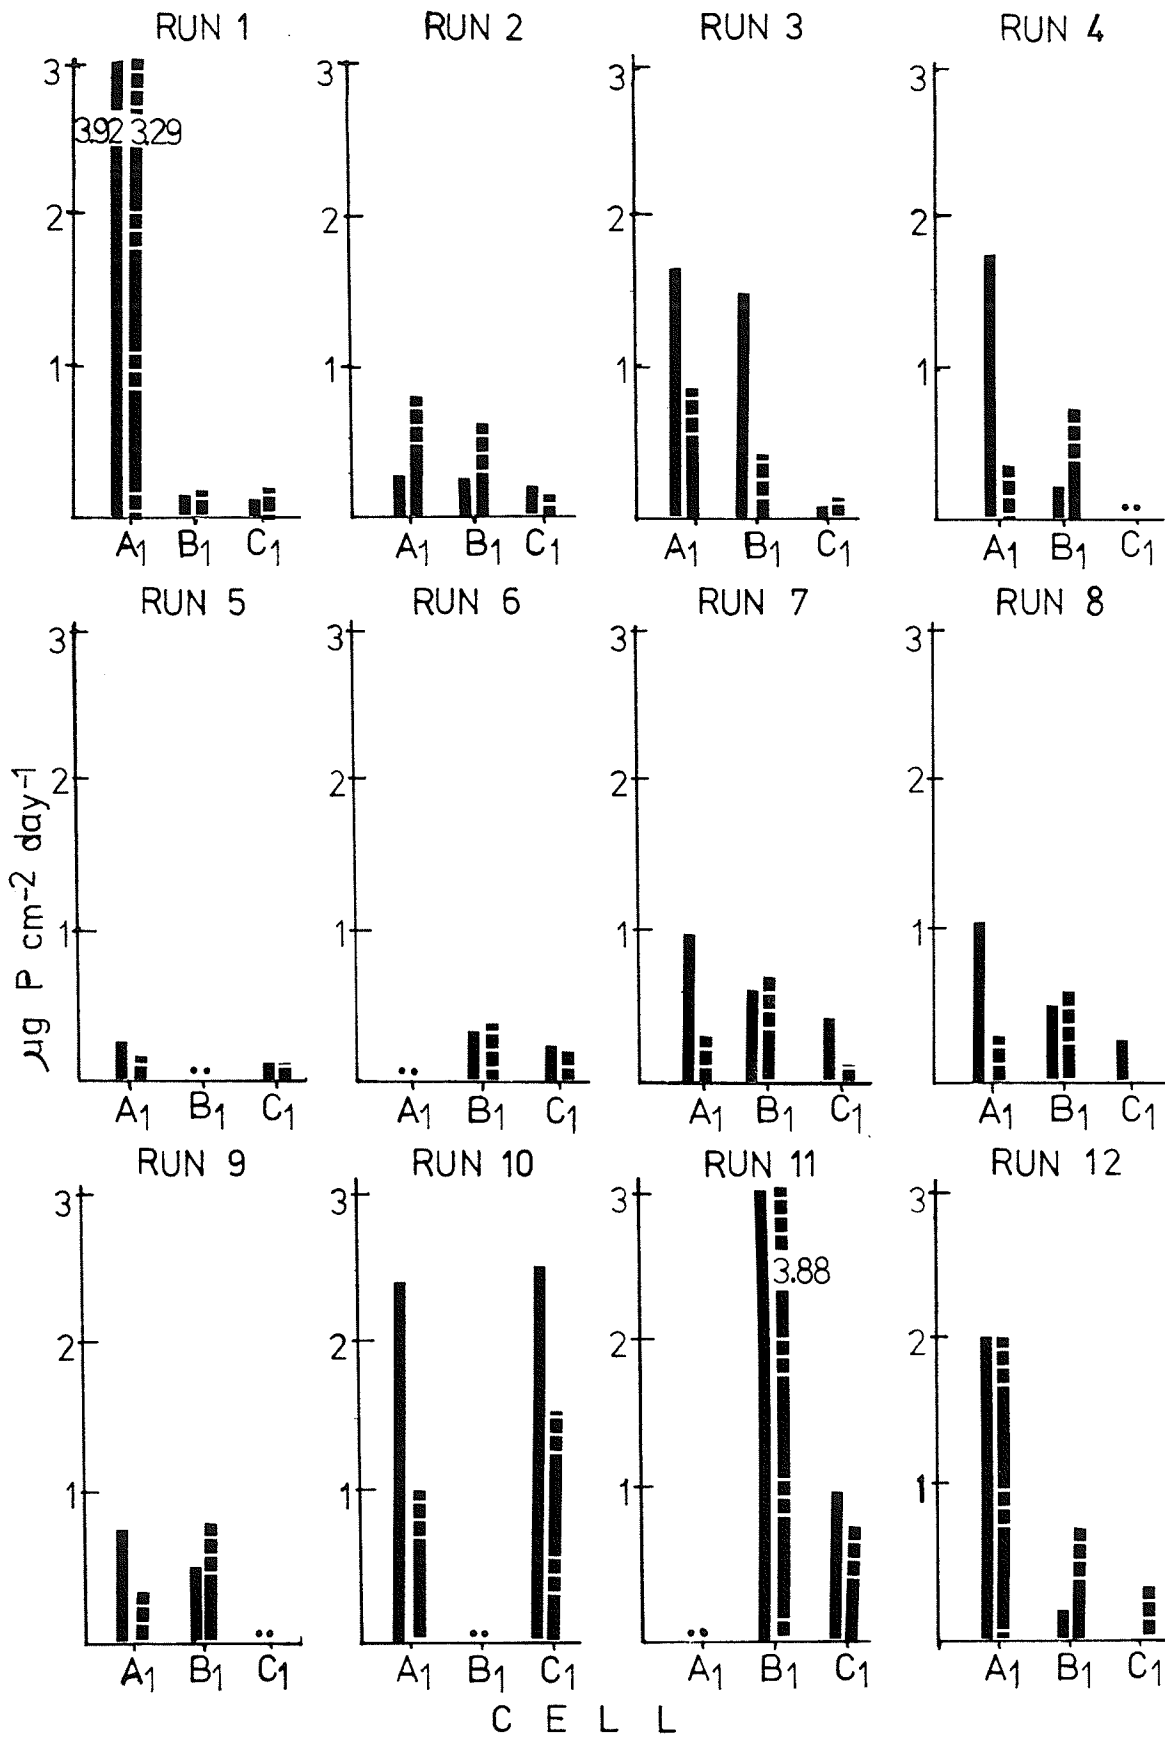 RUN 1 RUN 2 RUN 3 RUN 4
3 3 3 3
3.92 3.29
2 2 2 2
1 1 1 1
A1 B1 C1 A1 B1 C1 A1 B1 C1 A1 B1 C1
RUN 5 RUN 6 RUN 7 RUN 8
3 3 3 3
2 2 2 2
µg P cm-2 day-1
1 1 1 1
A1 B1 C1 A1 B1 C1 A1 B1 C1 A1 B1 C1
RUN 9 RUN 10 RUN 11 RUN 12
3 3 3 3
3.88
2 2 2 2
1 1 1 1
A1 B1 C1 A1 B1 C1 A1 B1 C1 A1 B1 C1
C E L L